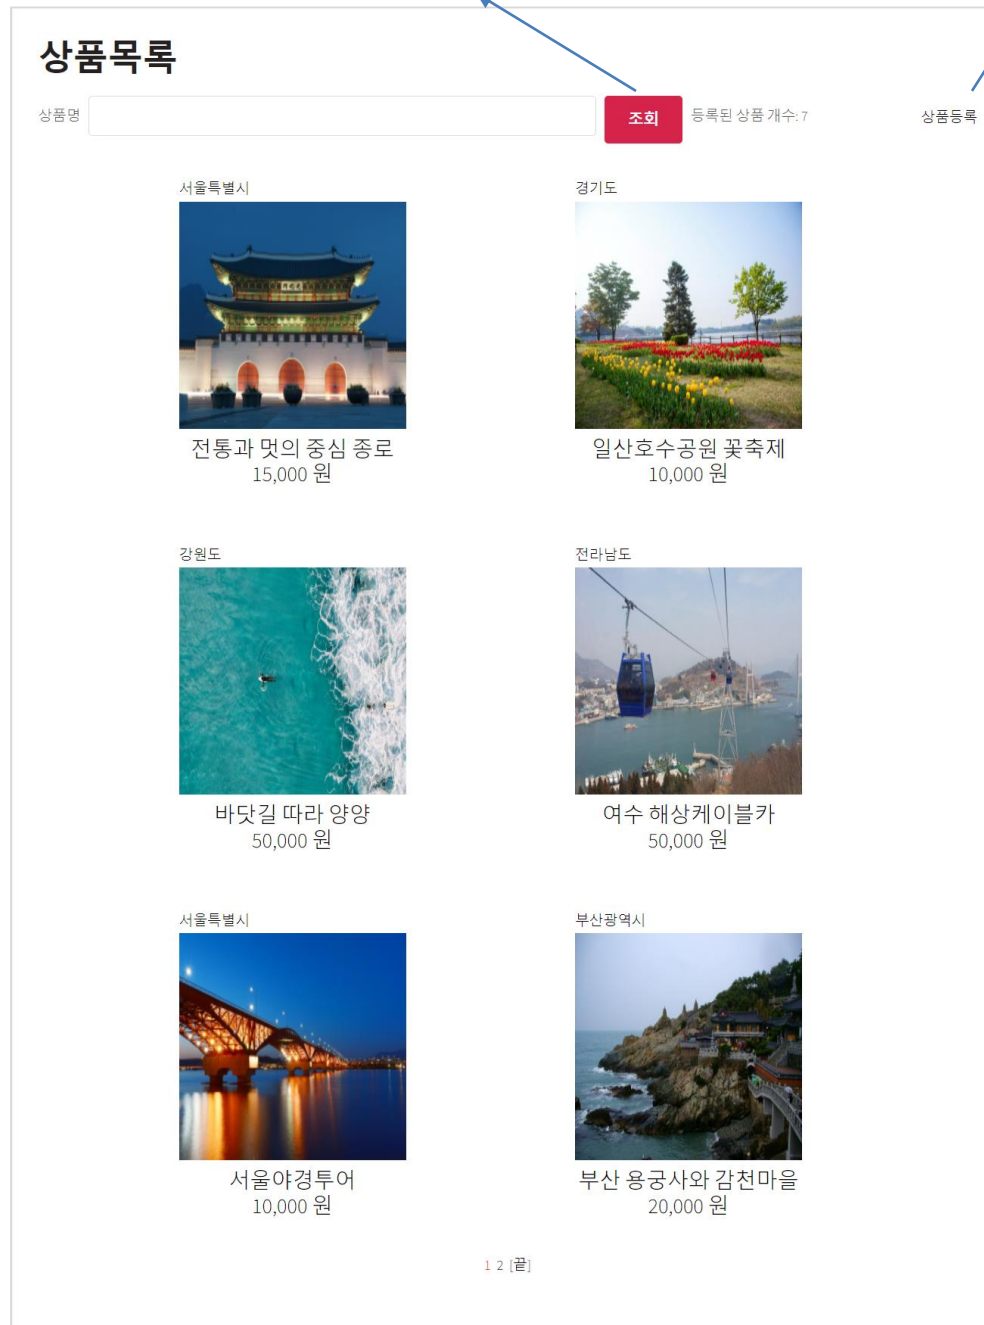 상품목록
상품명 조회 등록된 상품 개수: 7 상품등록
서울특별시 경기도
전통과 멋의 중심 종로 일산호수공원 꽃축제
15,000 원 10,000 원
강원도 전라남도
바닷길 따라 양양 여수 해상케이블카
50,000 원 50,000 원
서울특별시 부산광역시
서울야경투어 부산 용궁사와 감천마을
10,000 원 20,000 원
1 2 [끝]